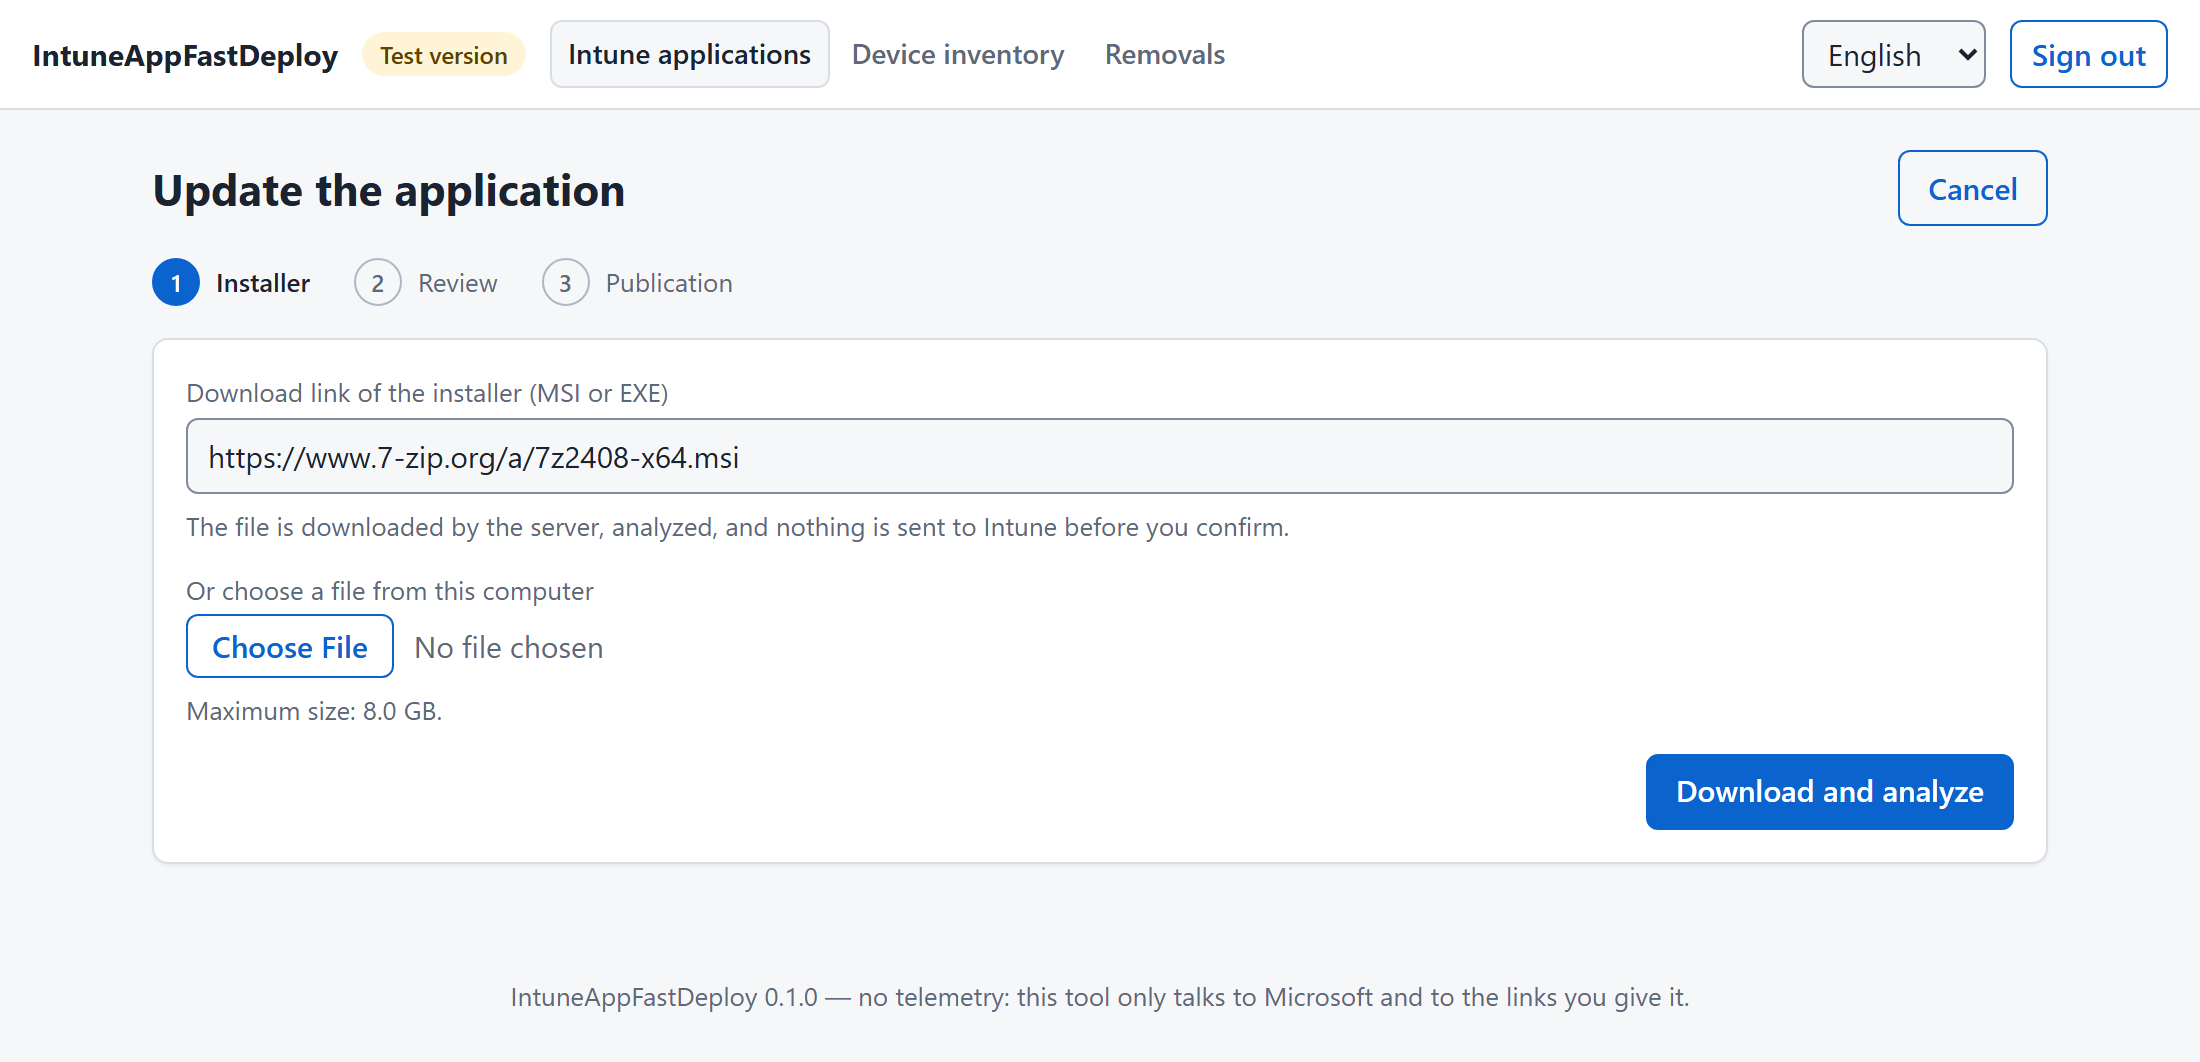 IntuneAppFastDeploy Test version Intune applications Device inventory Removals English Sign out
Update the application Cancel
1 Installer 2 Review 3 Publication
Download link of the installer (MSI or EXE)
https://www.7-zip.org/a/7z2408-x64.msi
The file is downloaded by the server, analyzed, and nothing is sent to Intune before you confirm.
Or choose a file from this computer
Choose File No file chosen
Maximum size: 8.0 GB.
Download and analyze
IntuneAppFastDeploy 0.1.0 — no telemetry: this tool only talks to Microsoft and to the links you give it.